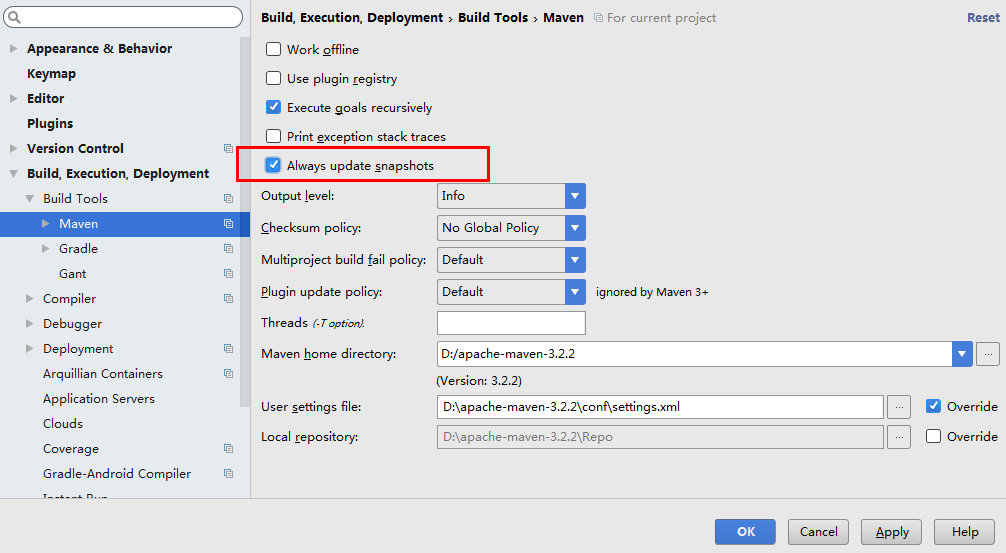 Build, Execution, Deployment › Build Tools › Maven For current project Reset
Appearance & Behavior
Keymap
Editor
Plugins
Version Control
Build, Execution, Deployment
Build Tools
Maven
Gradle
Gant
Compiler
Debugger
Deployment
Arquillian Containers
Application Servers
Clouds
Coverage
Gradle-Android Compiler
Instant Run
Work offline
Use plugin registry
Execute goals recursively
Print exception stack traces
Always update snapshots
Output level: Info
Checksum policy: No Global Policy
Multiproject build fail policy: Default
Plugin update policy: Default ignored by Maven 3+
Threads (-T option):
Maven home directory: D:/apache-maven-3.2.2 ...
(Version: 3.2.2)
User settings file: D:\apache-maven-3.2.2\conf\settings.xml ... Override
Local repository: D:\apache-maven-3.2.2\Repo ... Override
OK Cancel Apply Help